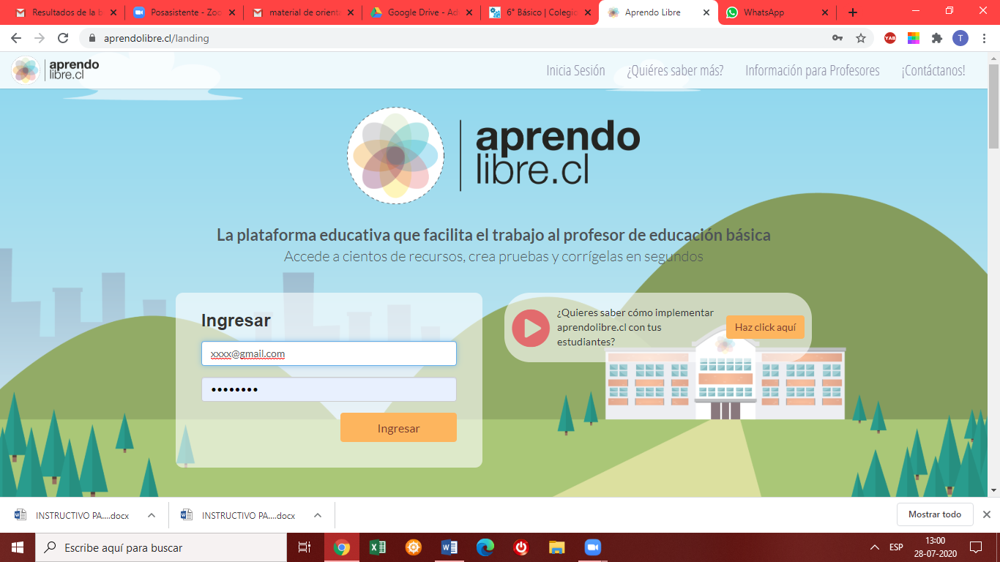 Resultados de la b
Posasistente - Zoo
material de orient
Google Drive - Ad
6° Básico | Colegio
Aprendo Libre
WhatsApp
aprendolibre.cl/landing
YAB
T
aprendo
libre.cl
Inicia Sesión
¿Quiéres saber más?
Información para Profesores
¡Contáctanos!
aprendo
libre.cl
La plataforma educativa que facilita el trabajo al profesor de educación básica
Accede a cientos de recursos, crea pruebas y corrígelas en segundos
Ingresar
xxxx@gmail.com
••••••••
Ingresar
¿Quieres saber cómo implementar
aprendolibre.cl con tus
estudiantes?
Haz click aquí
INSTRUCTIVO PA....docx
INSTRUCTIVO PA....docx
Mostrar todo
Escribe aquí para buscar
ESP
13:00
28-07-2020